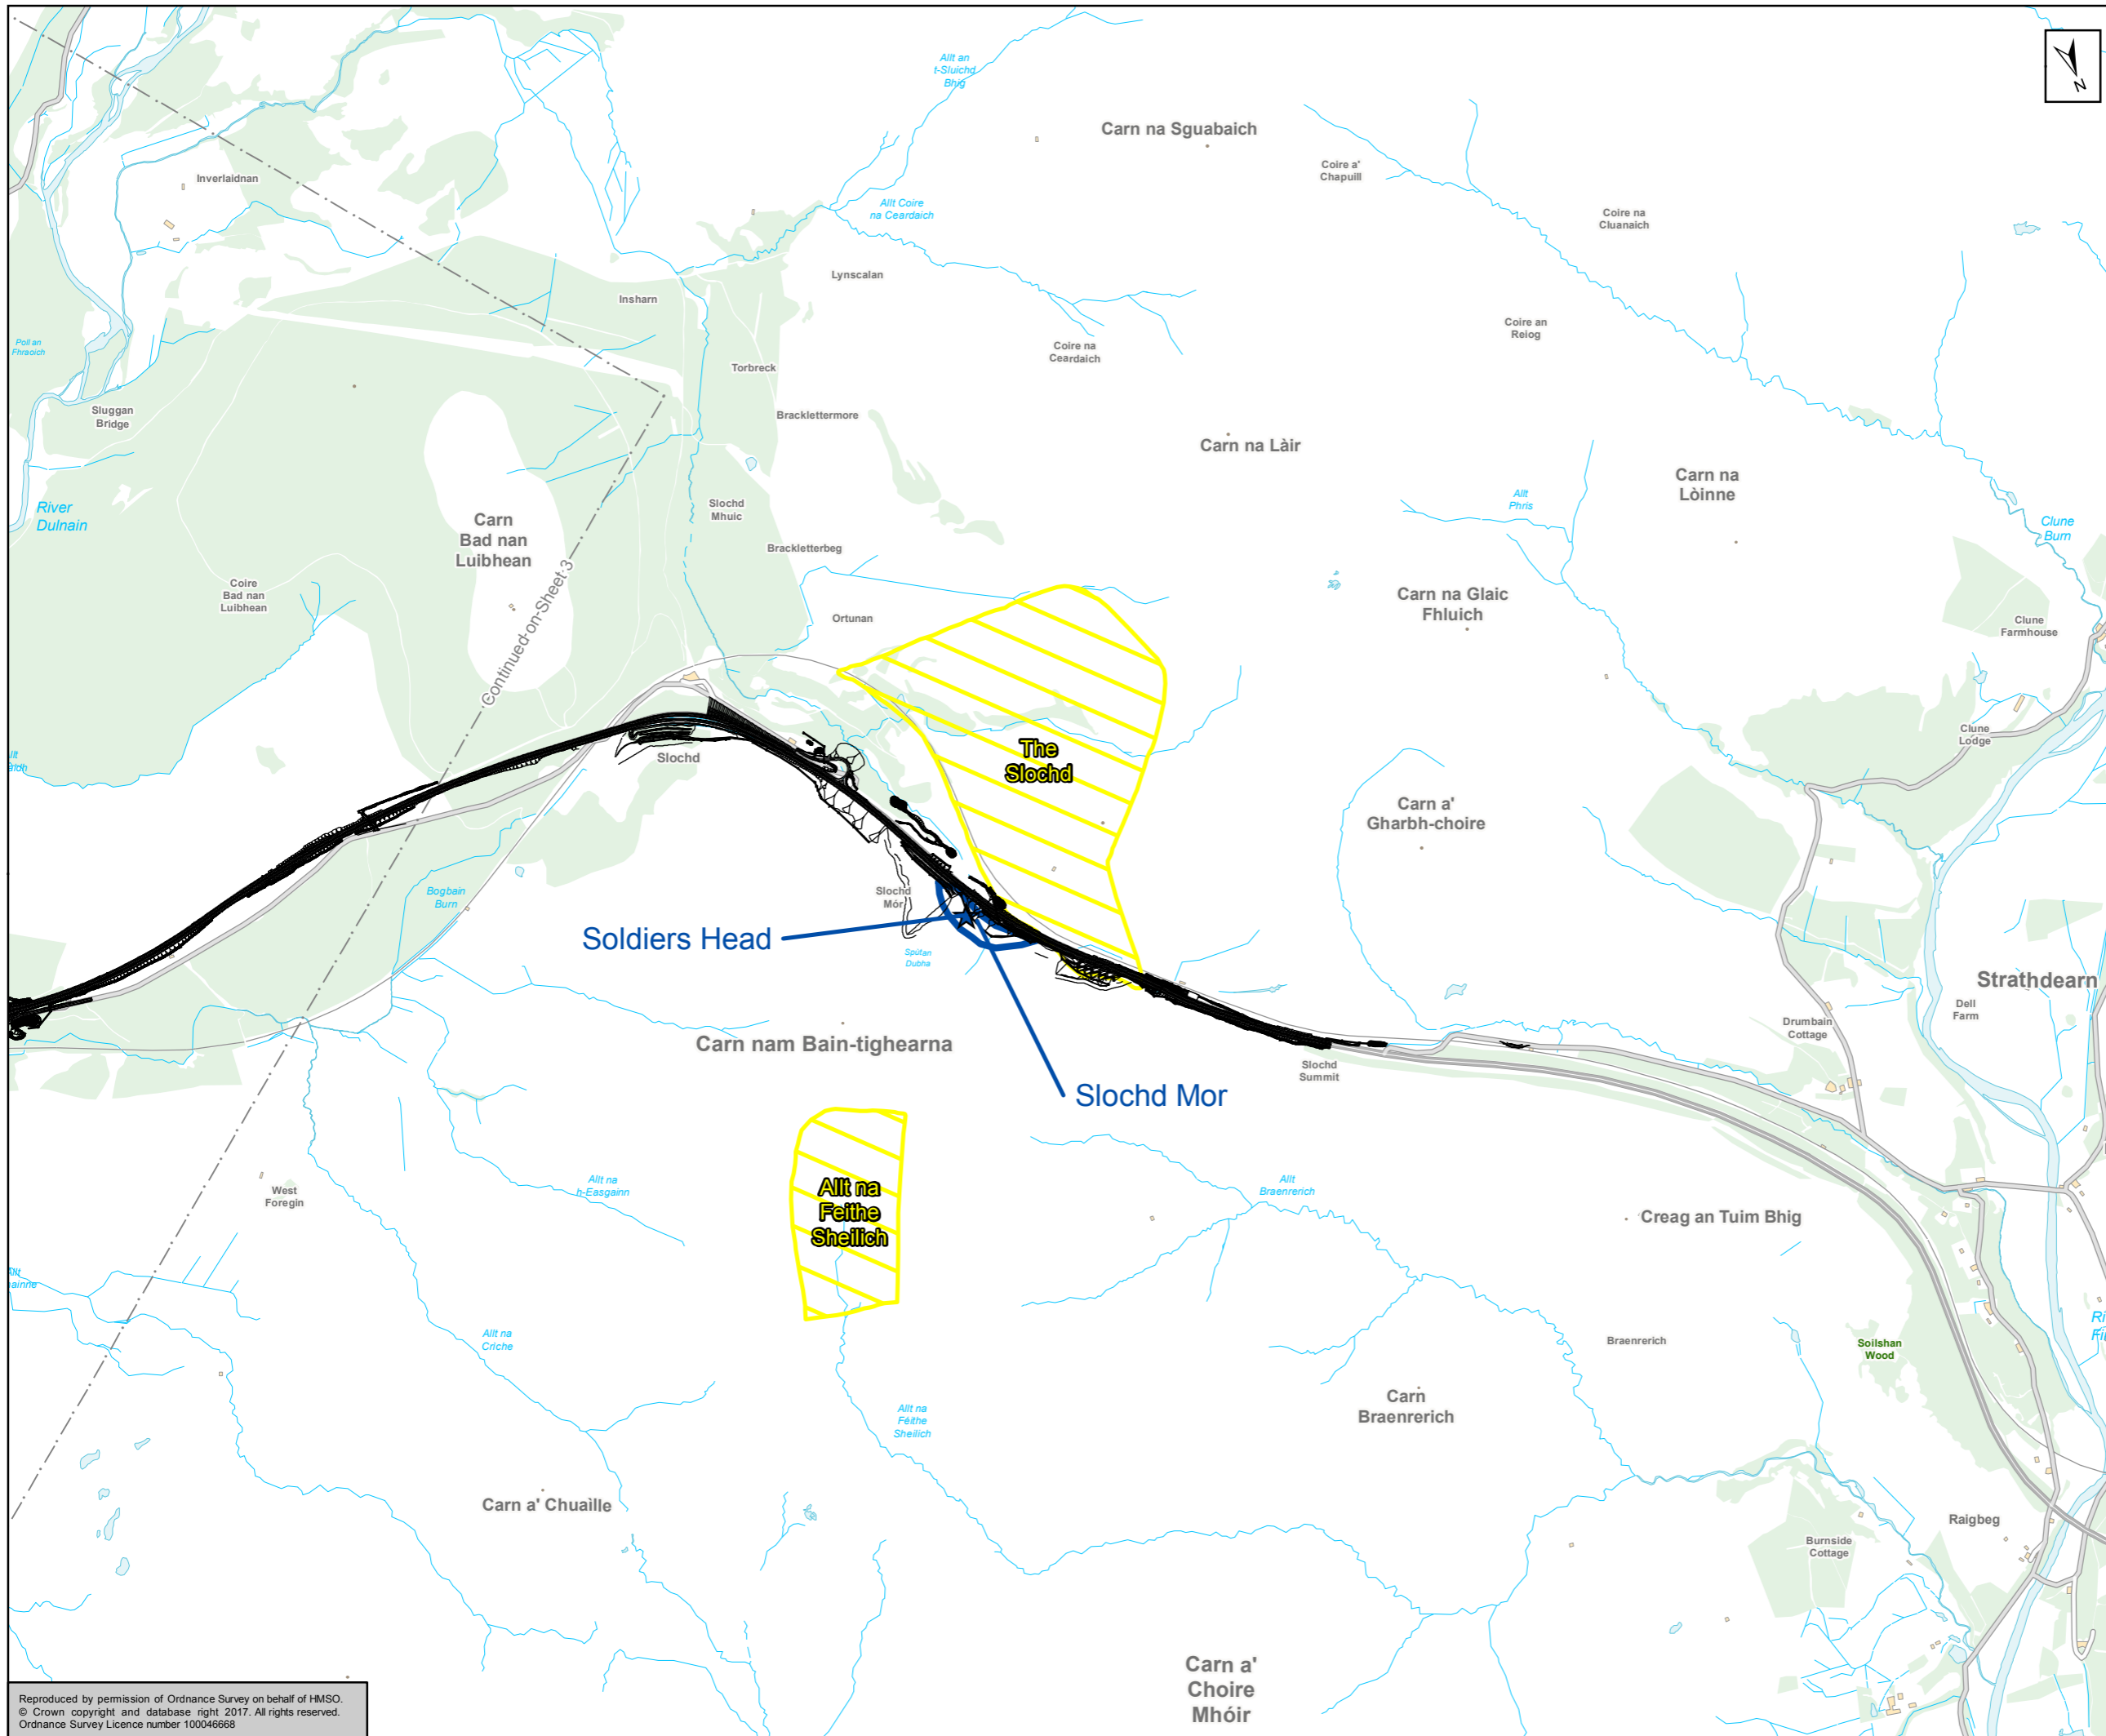 Allt an
t-Sluichd
Bhig
N
Carn na Sguabaich
Coire a'
Chapuill
Inverlaidnan
Allt Coire
na Ceardaich
Coire na
Cluanaich
Lynscalan
Insharn
Coire an
Reiog
Poll an
Fhraoich
Coire na
Ceardaich
Torbreck
Sluggan
Bridge
Bracklettermore
Carn na Làir
Carn na
Lòinne
Allt
Phris
River
Dulnain
Slochd
Mhuic
Carn
Bad nan
Luibhean
Clune
Burn
Brackletterbeg
Coire
Bad nan
Luibhean
Continued-on-Sheet-3
Carn na Glaic
Fhluich
Ortunan
Clune
Farmhouse
Clune
Lodge
The
Slochd
Slochd
Carn a'
Gharbh-choire
Bogbain
Burn
Slochd
Mór
Soldiers Head
Spùtan
Dubha
Strathdearn
Dell
Farm
Drumbain
Cottage
Carn nam Bain-tighearna
Slochd
Summit
Slochd Mor
Allt na
h-Easgainn
West
Foregin
Allt na
Feithe
Sheilich
Allt
Braenrerich
Creag an Tuim Bhig
Allt na
Criche
Braenrerich
Soilshan
Wood
Carn
Braenrerich
Allt na
Féithe
Sheilich
Carn a' Chuaille
Raigbeg
Burnside
Cottage
Carn a'
Choire
Mhóir
Reproduced by permission of Ordnance Survey on behalf of HMSO.
© Crown copyright and database right 2017. All rights reserved.
Ordnance Survey Licence number 100046668